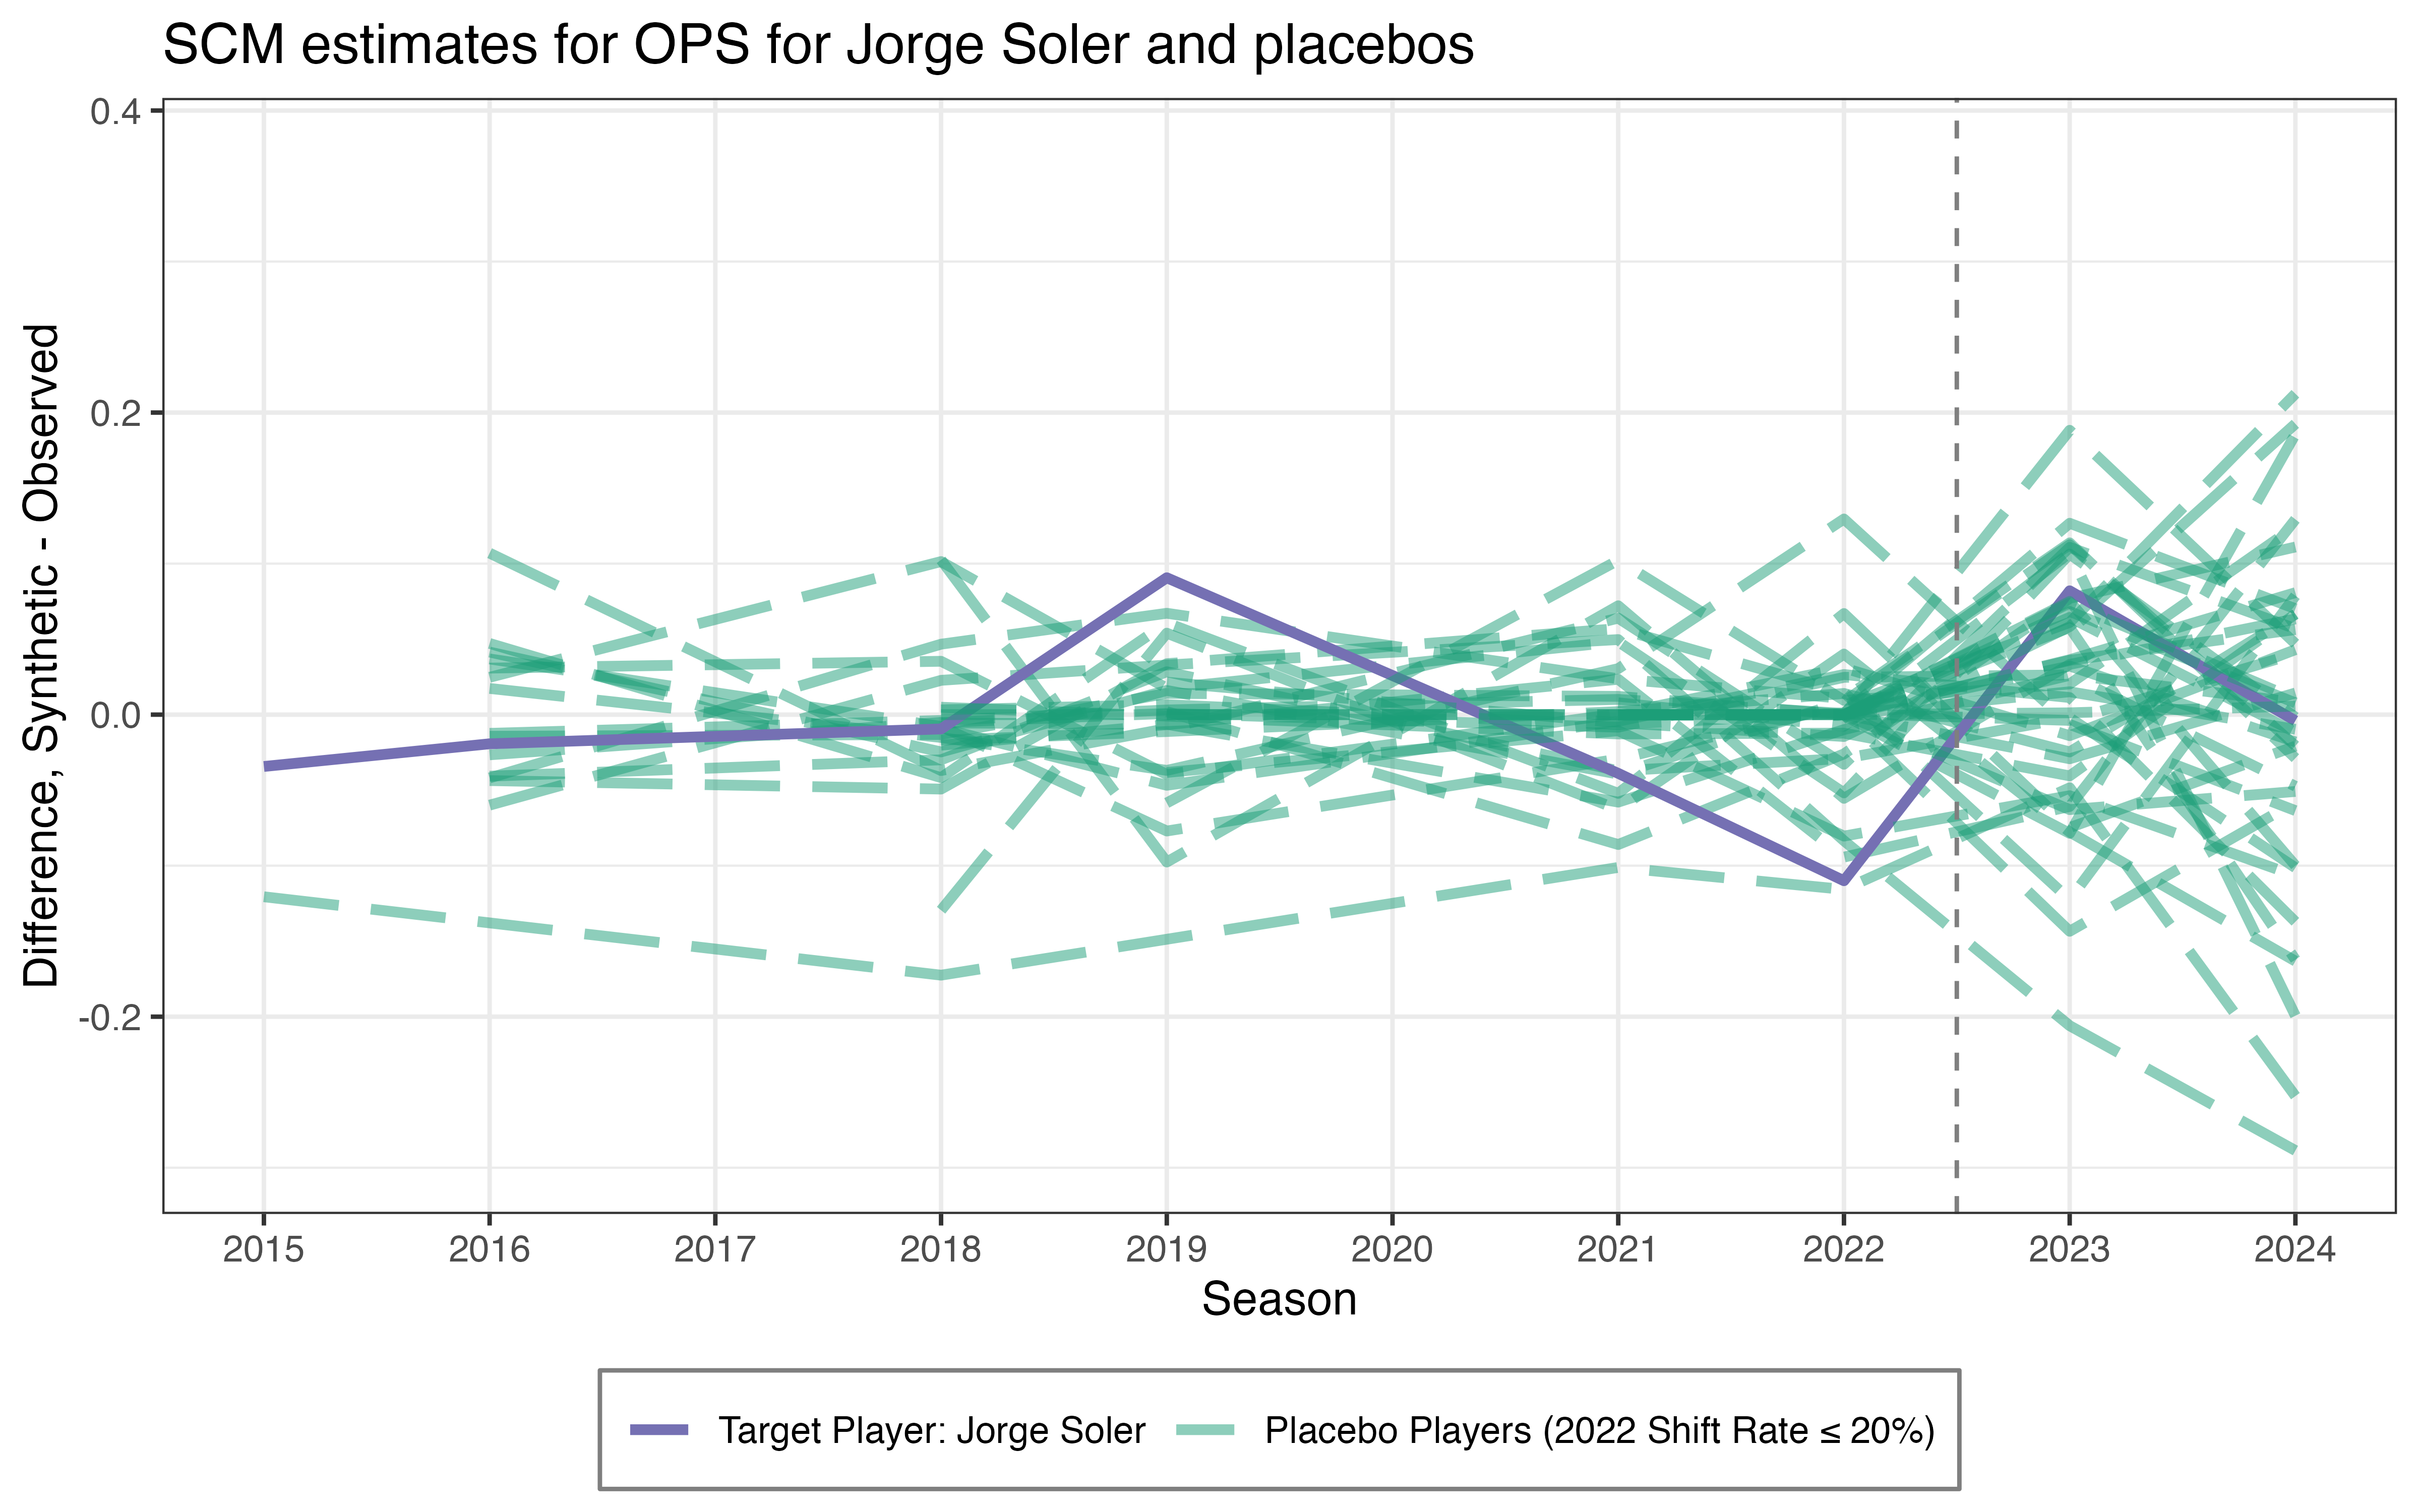 SCM estimates for OPS for Jorge Soler and placebos
Difference, Synthetic - Observed
0.4
0.2
0.0
-0.2
2015 2016 2017 2018 2019 2020 2021 2022 2023 2024
Season
Target Player: Jorge Soler Placebo Players (2022 Shift Rate ≤ 20%)